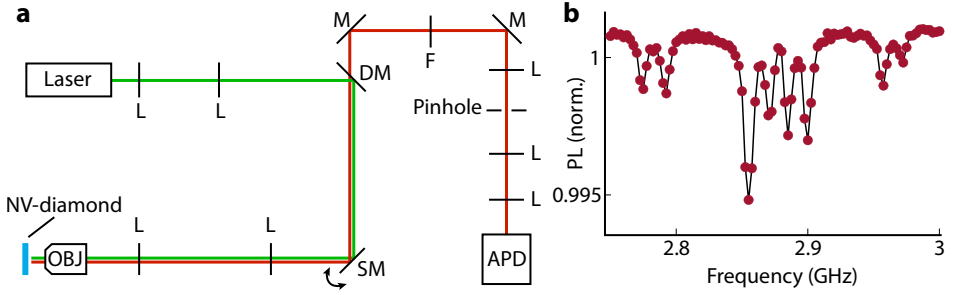 a
M
M
Laser
DM
F
L
L
L
Pinhole
L
L
NV-diamond
L
L
OBJ
SM
APD
b
PL (norm.)
1
0.995
2.8
2.9
3
Frequency (GHz)